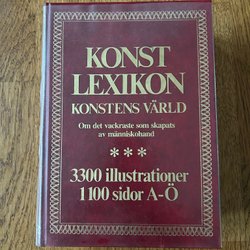 KONST
LEXIKON
KONSTENS VÄRLD
Om det vackraste som skapats
av människohand
***
3300 illustrationer
1100 sidor A-Ö